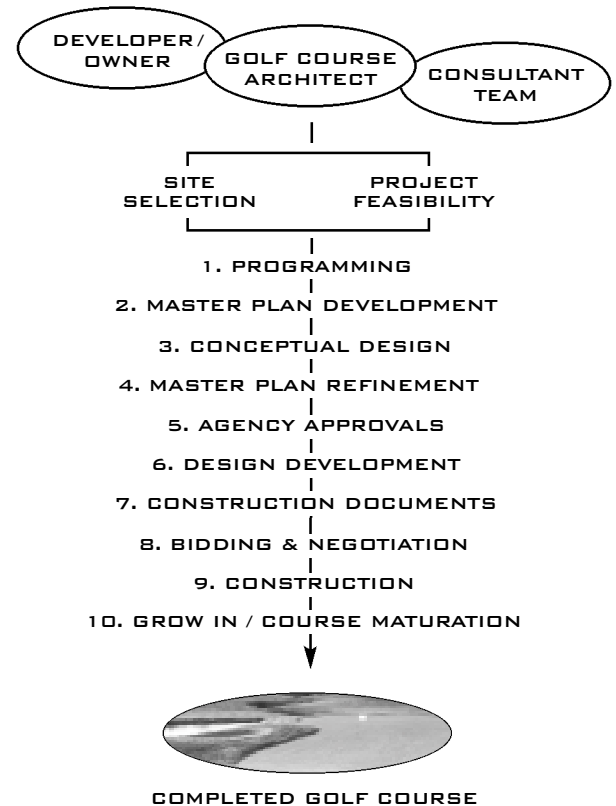 DEVELOPER/
OWNER
GOLF COURSE
ARCHITECT
CONSULTANT
TEAM
SITE
SELECTION
PROJECT
FEASIBILITY
1. PROGRAMMING
2. MASTER PLAN DEVELOPMENT
3. CONCEPTUAL DESIGN
4. MASTER PLAN REFINEMENT
5. AGENCY APPROVALS
6. DESIGN DEVELOPMENT
7. CONSTRUCTION DOCUMENTS
8. BIDDING & NEGOTIATION
9. CONSTRUCTION
10. GROW IN / COURSE MATURATION
COMPLETED GOLF COURSE